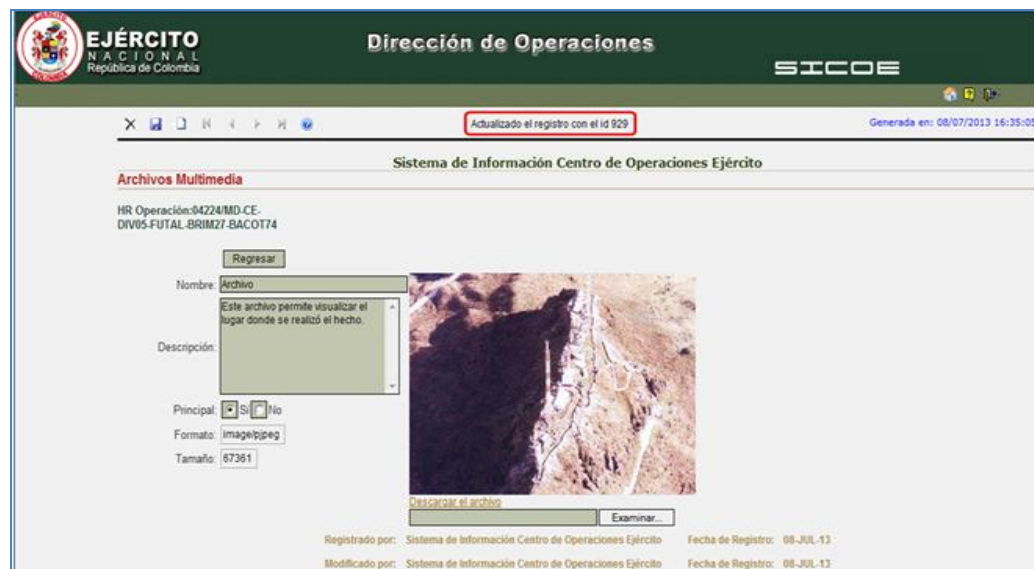 EJÉRCITO
NACIONAL
República de Colombia
Dirección de Operaciones
SICOE
Actualizado el registro con el id 929
Generada en: 08/07/2013 16:35:05
Sistema de Información Centro de Operaciones Ejército
Archivos Multimedia
HR Operación:04224/MD-CE-
DIV05-FUTAL-BRIM27-BACOT74
Regresar
Nombre: Archivo
Descripción: Este archivo permite visualizar el
lugar donde se realizó el hecho.
Principal: Si No
Formato: image/pjpeg
Tamaño: 67361
Descargar el archivo
Examinar...
Registrado por: Sistema de Información Centro de Operaciones Ejército Fecha de Registro: 08-JUL-13
Modificado por: Sistema de Información Centro de Operaciones Ejército Fecha de Registro: 08-JUL-13